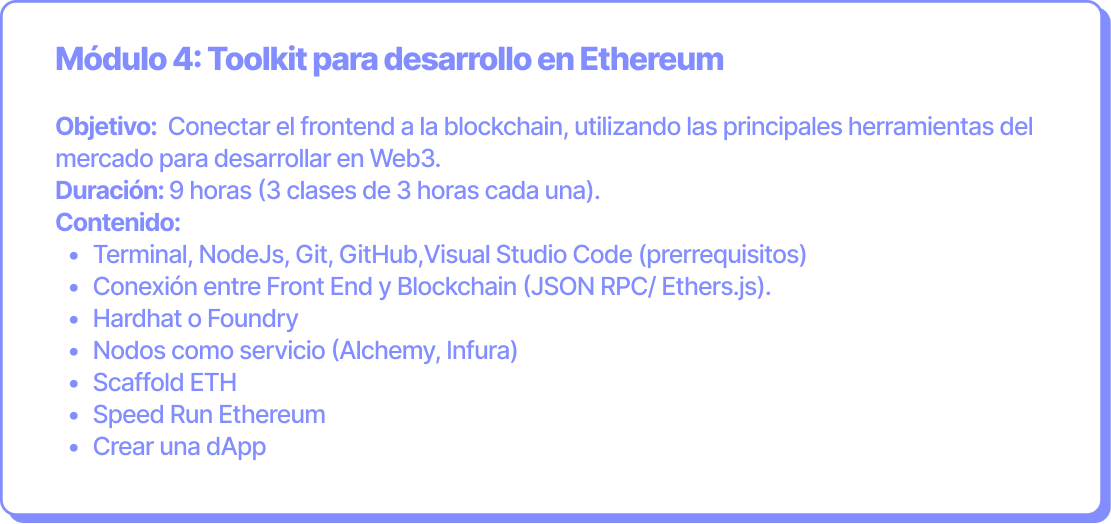 Módulo 4: Toolkit para desarrollo en Ethereum
Objetivo: Conectar el frontend a la blockchain, utilizando las principales herramientas del
mercado para desarrollar en Web3.
Duración: 9 horas (3 clases de 3 horas cada una).
Contenido:
• Terminal, NodeJs, Git, GitHub,Visual Studio Code (prerrequisitos)
• Conexión entre Front End y Blockchain (JSON RPC/ Ethers.js).
• Hardhat o Foundry
• Nodos como servicio (Alchemy, Infura)
• Scaffold ETH
• Speed Run Ethereum
• Crear una dApp